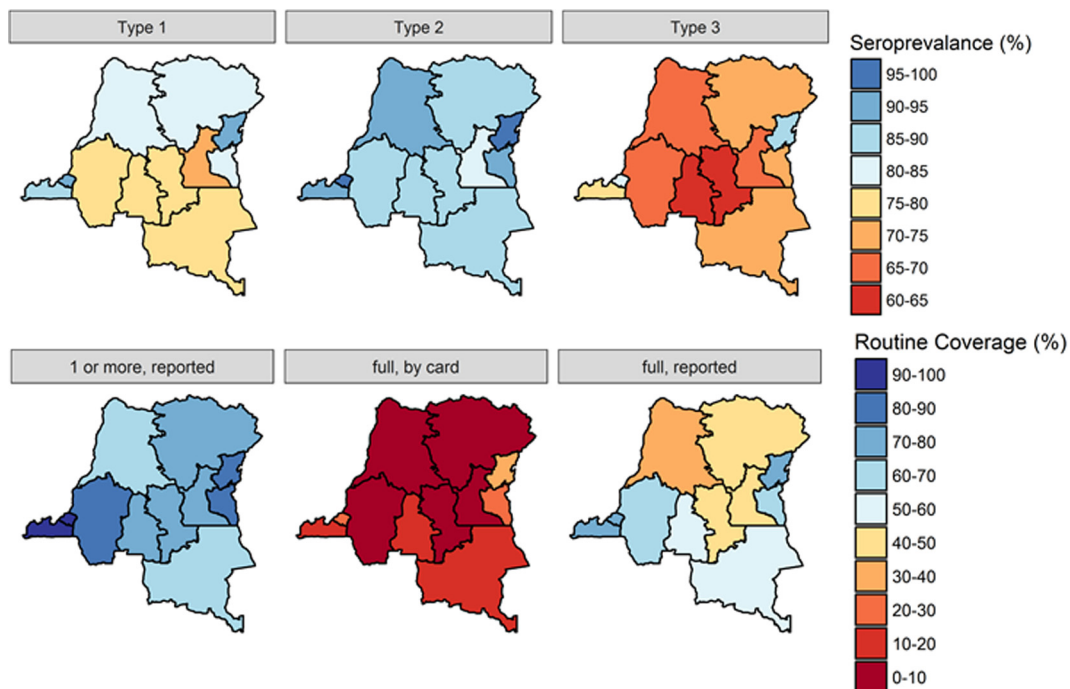 Type 1
Type 2
Type 3
Seroprevalance (%)
95-100
90-95
85-90
80-85
75-80
70-75
65-70
60-65
1 or more, reported
full, by card
full, reported
Routine Coverage (%)
90-100
80-90
70-80
60-70
50-60
40-50
30-40
20-30
10-20
0-10